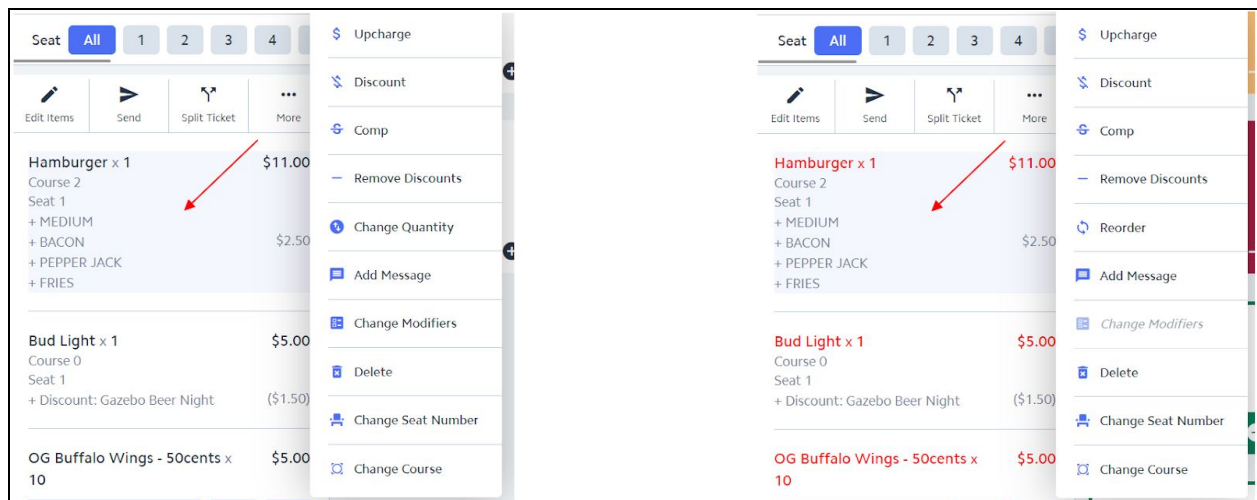 Seat All 1 2 3 4
Edit Items Send Split Ticket More
Hamburger x 1 $11.00
Course 2
Seat 1
+ MEDIUM
+ BACON $2.50
+ PEPPER JACK
+ FRIES
Bud Light x 1 $5.00
Course 0
Seat 1
+ Discount: Gazebo Beer Night ($1.50)
OG Buffalo Wings - 50cents x $5.00
10
Upcharge
Discount
Comp
Remove Discounts
Change Quantity
Add Message
Change Modifiers
Delete
Change Seat Number
Change Course
Seat All 1 2 3 4
Edit Items Send Split Ticket More
Hamburger x 1 $11.00
Course 2
Seat 1
+ MEDIUM
+ BACON $2.50
+ PEPPER JACK
+ FRIES
Bud Light x 1 $5.00
Course 0
Seat 1
+ Discount: Gazebo Beer Night ($1.50)
OG Buffalo Wings - 50cents x $5.00
10
Upcharge
Discount
Comp
Remove Discounts
Reorder
Add Message
Change Modifiers
Delete
Change Seat Number
Change Course